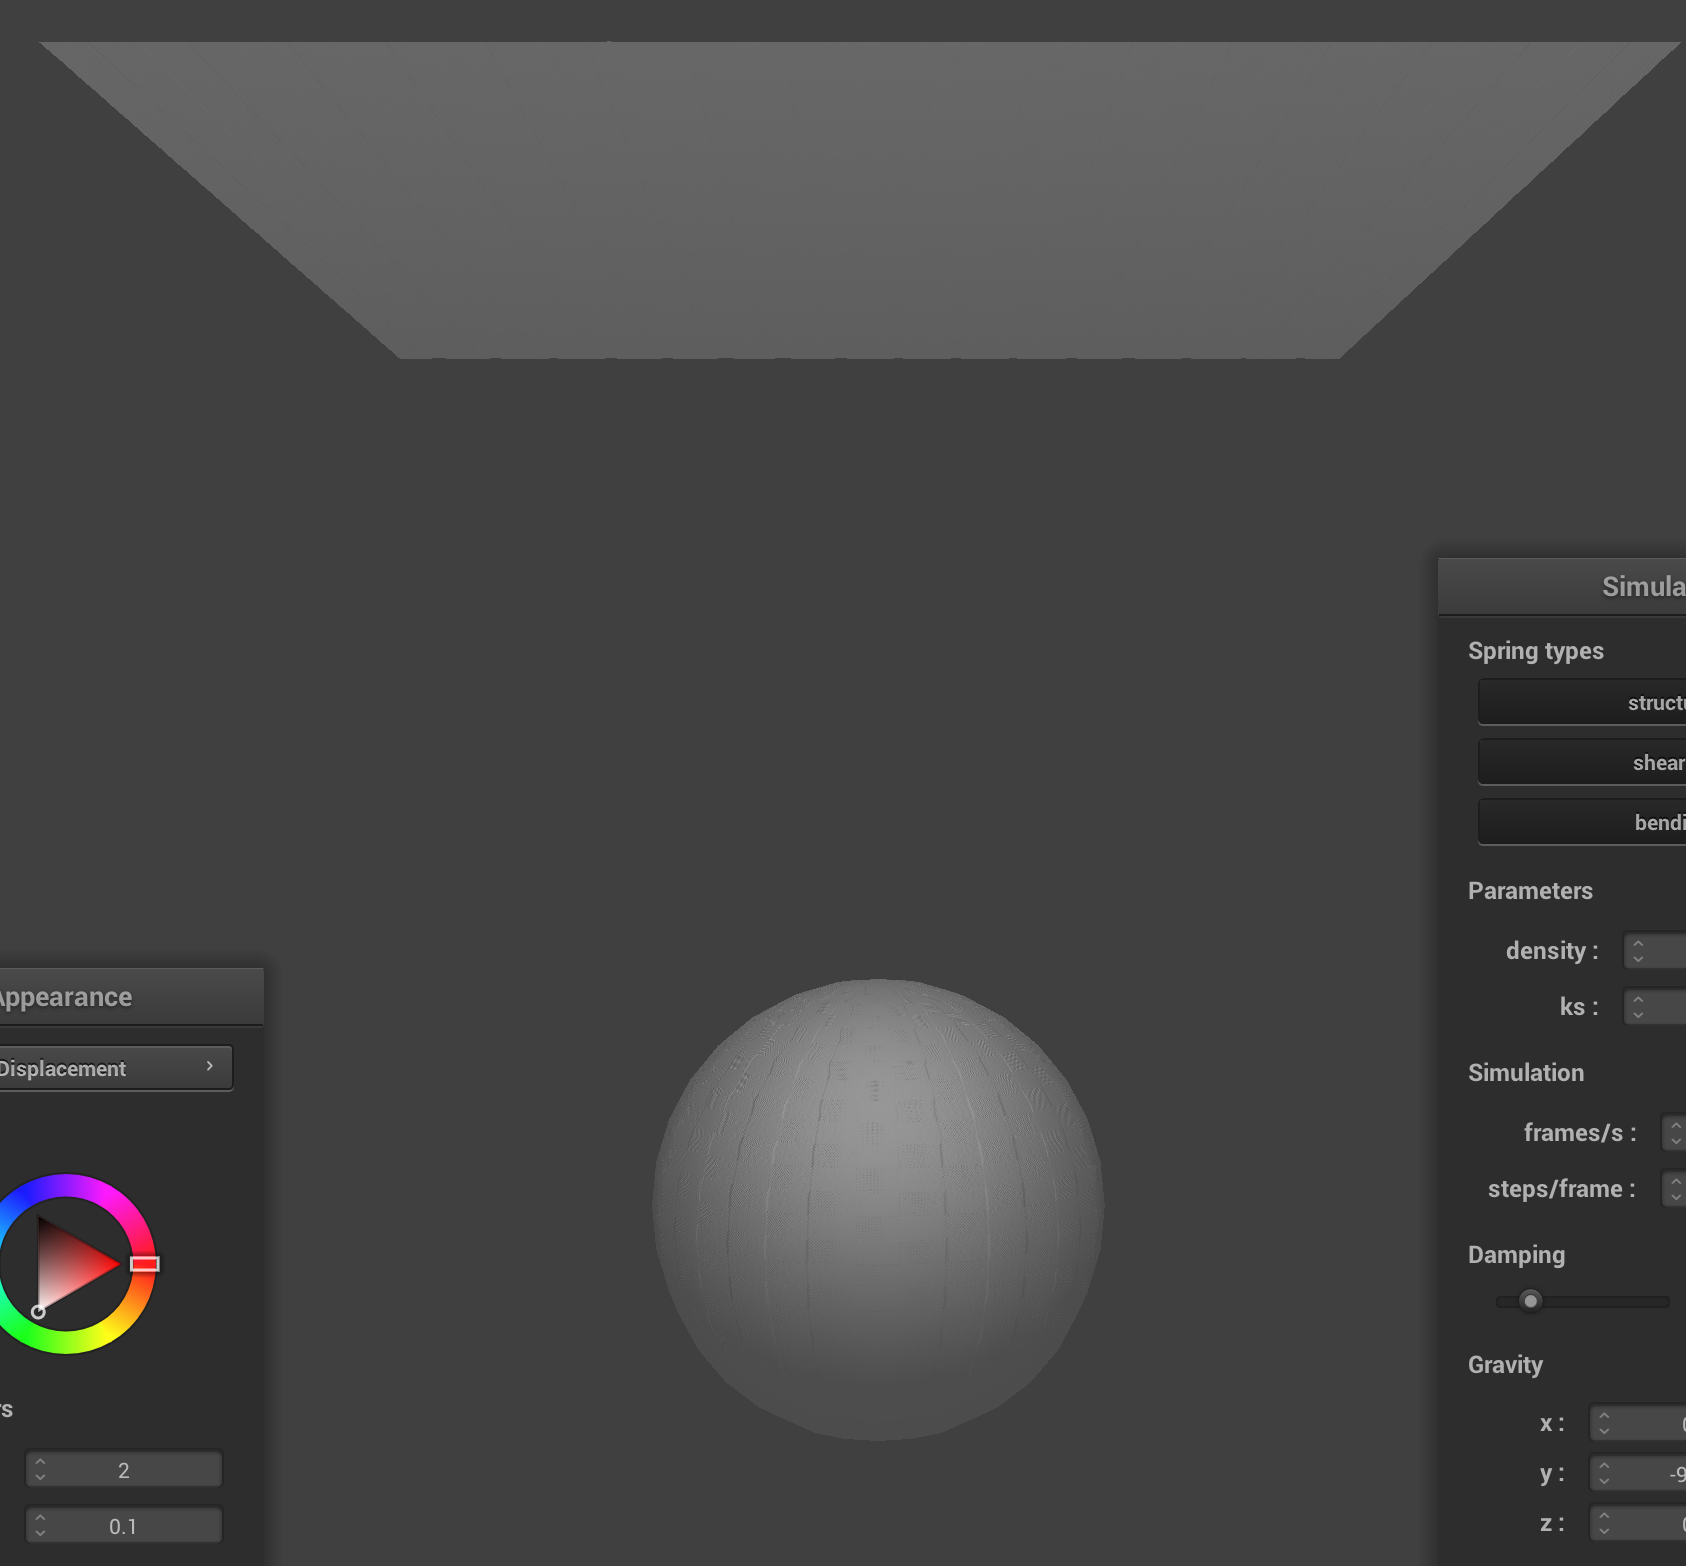 Appearance
Displacement
rs
2
0.1
Simula
Spring types
structu
shear
bendi
Parameters
density :
ks :
Simulation
frames/s :
steps/frame :
Damping
Gravity
x :
y :
-9
z :